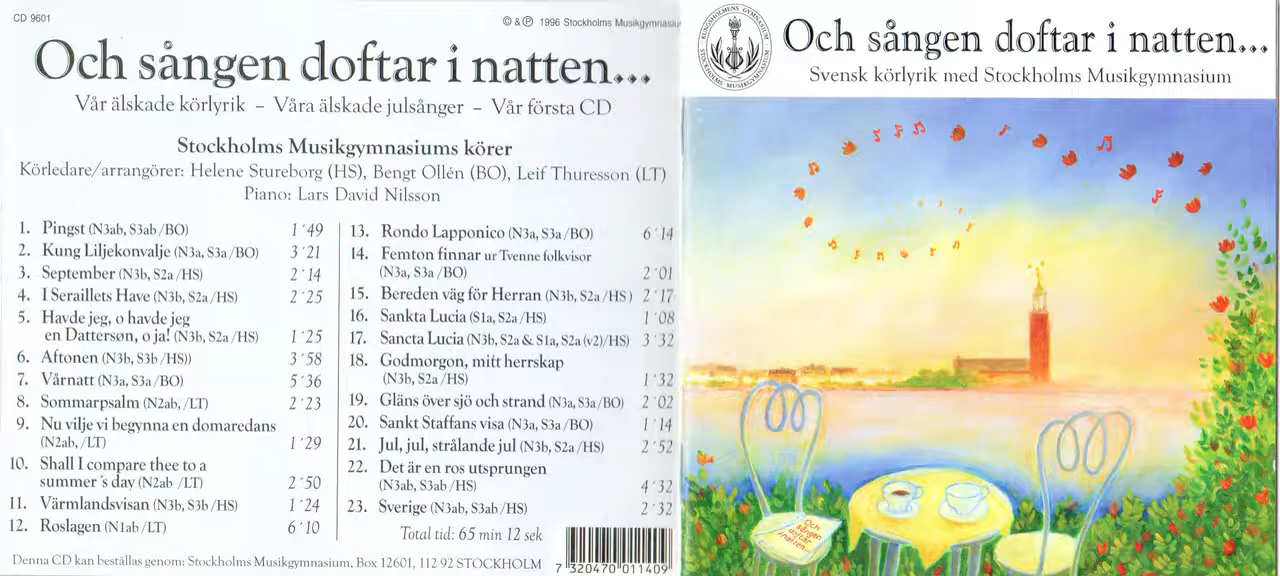 CD 9601
© & ℗ 1996 Stockholms Musikgymnasiu
Och sången doftar i natten...
Vår älskade körlyrik – Våra älskade julsånger – Vår första CD
Stockholms Musikgymnasiums körer
Körledare/arrangörer: Helene Stureborg (HS), Bengt Ollén (BO), Leif Thuresson (LT)
Piano: Lars David Nilsson
1. Pingst (N3ab, S3ab /BO) 1´49
2. Kung Liljekonvalje (N3a, S3a /BO) 3´21
3. September (N3b, S2a /HS) 2´14
4. I Seraillets Have (N3b, S2a /HS) 2´25
5. Havde jeg, o havde jeg
en Dattersøn, o ja! (N3b, S2a /HS) 1´25
6. Aftonen (N3b, S3b /HS)) 3´58
7. Vårnatt (N3a, S3a /BO) 5´36
8. Sommarpsalm (N2ab, /LT) 2´23
9. Nu vilje vi begynna en domaredans
(N2ab, /LT) 1´29
10. Shall I compare thee to a
summer´s day (N2ab /LT) 2´50
11. Värmlandsvisan (N3b, S3b /HS) 1´24
12. Roslagen (N1ab /LT) 6´10
13. Rondo Lapponico (N3a, S3a /BO) 6´14
14. Femton finnar ur Tvenne folkvisor
(N3a, S3a /BO) 2´01
15. Bereden väg för Herran (N3b, S2a /HS ) 2´17
16. Sankta Lucia (S1a, S2a /HS) 1´08
17. Sancta Lucia (N3b, S2a & S1a, S2a (v2)/HS) 3´32
18. Godmorgon, mitt herrskap
(N3b, S2a /HS) 1´32
19. Gläns över sjö och strand (N3a, S3a /BO) 2´02
20. Sankt Staffans visa (N3a, S3a /BO) 1´14
21. Jul, jul, strålande jul (N3b, S2a /HS) 2´52
22. Det är en ros utsprungen
(N3ab, S3ab /HS) 4´32
23. Sverige (N3ab, S3ab /HS) 2´32
Total tid: 65 min 12 sek
Denna CD kan beställas genom: Stockholms Musikgymnasium, Box 12601, 112 92 STOCKHOLM
7 320470 011409
KUNGSHOLMENS GYMNASIUM
STOCKHOLMS MUSIKGYMNASIUM
Och sången doftar i natten...
Svensk körlyrik med Stockholms Musikgymnasium
Och
sången
doftar
i
natten...